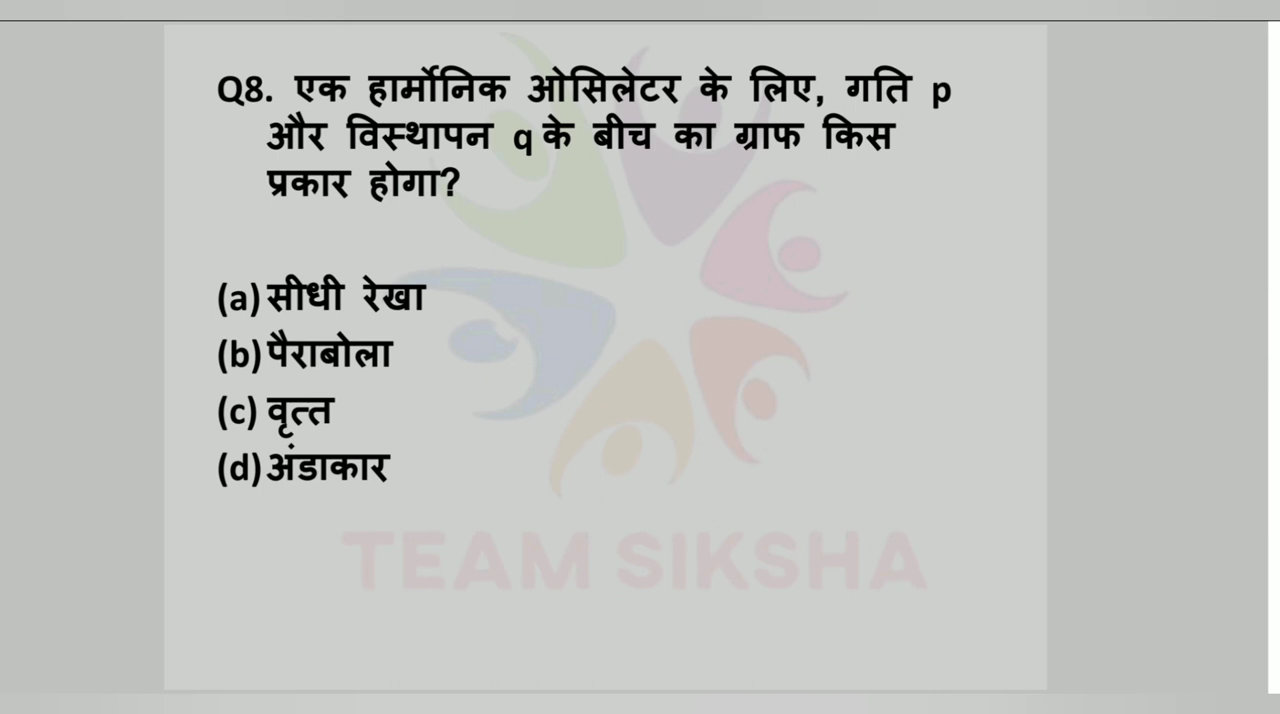 Q8. एक हार्मोनिक ओसिलेटर के लिए, गति p
और विस्थापन q के बीच का ग्राफ किस
प्रकार होगा?
(a) सीधी रेखा
(b) पैराबोला
(c) वृत्त
(d) अंडाकार
TEAM SIKSHA